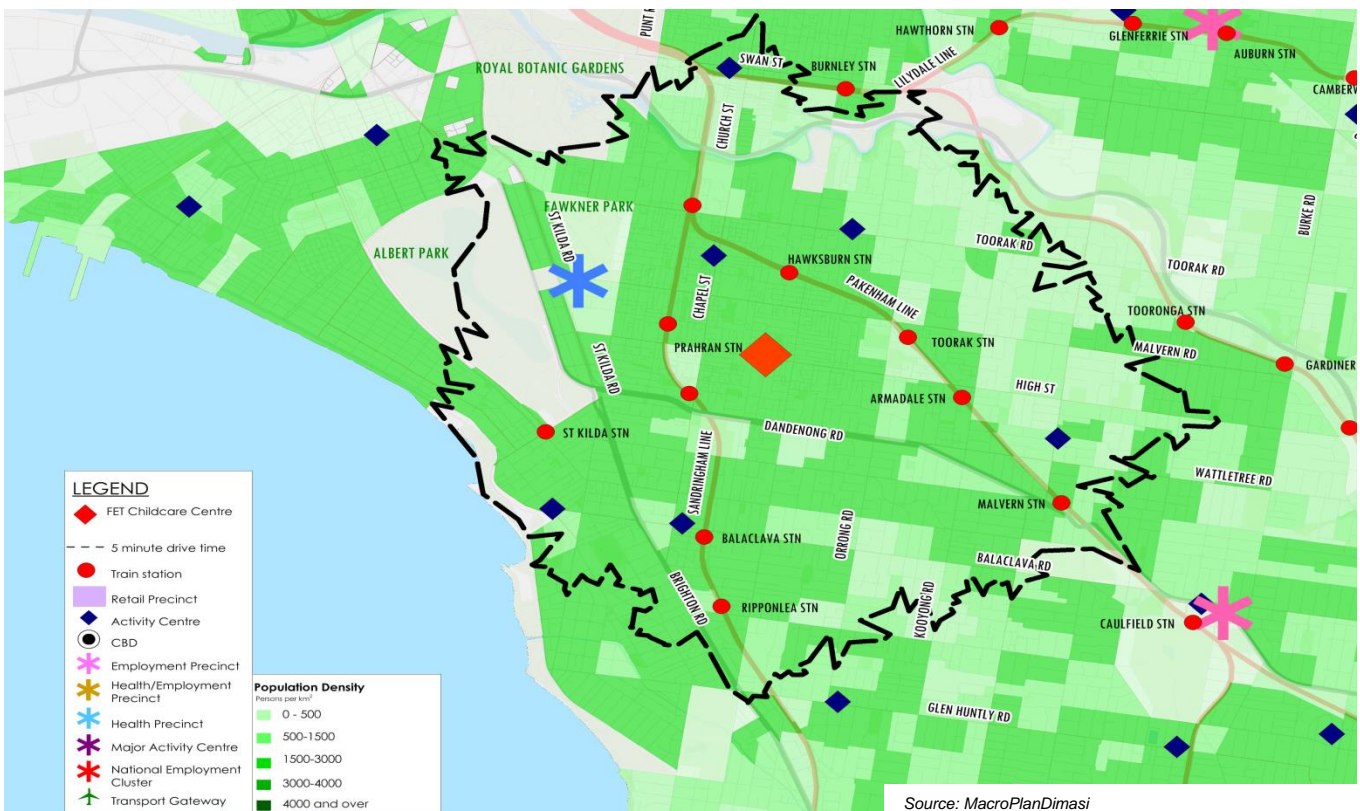 PUNT R
HAWTHORN STN
GLENFERRIE STN
AUBURN STN
SWAN ST
ROYAL BOTANIC GARDENS
BURNLEY STN
LILYDALE LINE
CAMBERW
CHURCH ST
FAWKNER PARK
ST KILDA RD
BURKE RD
ALBERT PARK
TOORAK RD
TOORAK RD
HAWKSBURN STN
CHAPEL ST
PAKENHAM LINE
TOORONGA STN
PRAHRAN STN
TOORAK STN
MALVERN RD
GARDINER
ST KILDA RD
HIGH ST
ARMADALE STN
ST KILDA STN
DANDENONG RD
SANDRINGHAM LINE
WATTLETREE RD
MALVERN STN
ORRONG RD
BALACLAVA STN
BALACLAVA RD
BRIGHTON RD
RIPPONLEA STN
KOOYONG RD
CAULFIELD STN
GLEN HUNTLY RD
LEGEND
FET Childcare Centre
5 minute drive time
Train station
Retail Precinct
Activity Centre
CBD
Employment Precinct
Health/Employment
Precinct
Health Precinct
Major Activity Centre
National Employment
Cluster
Transport Gateway
Population Density
Persons per km²
0 - 500
500-1500
1500-3000
3000-4000
4000 and over
Source: MacroPlanDimasi